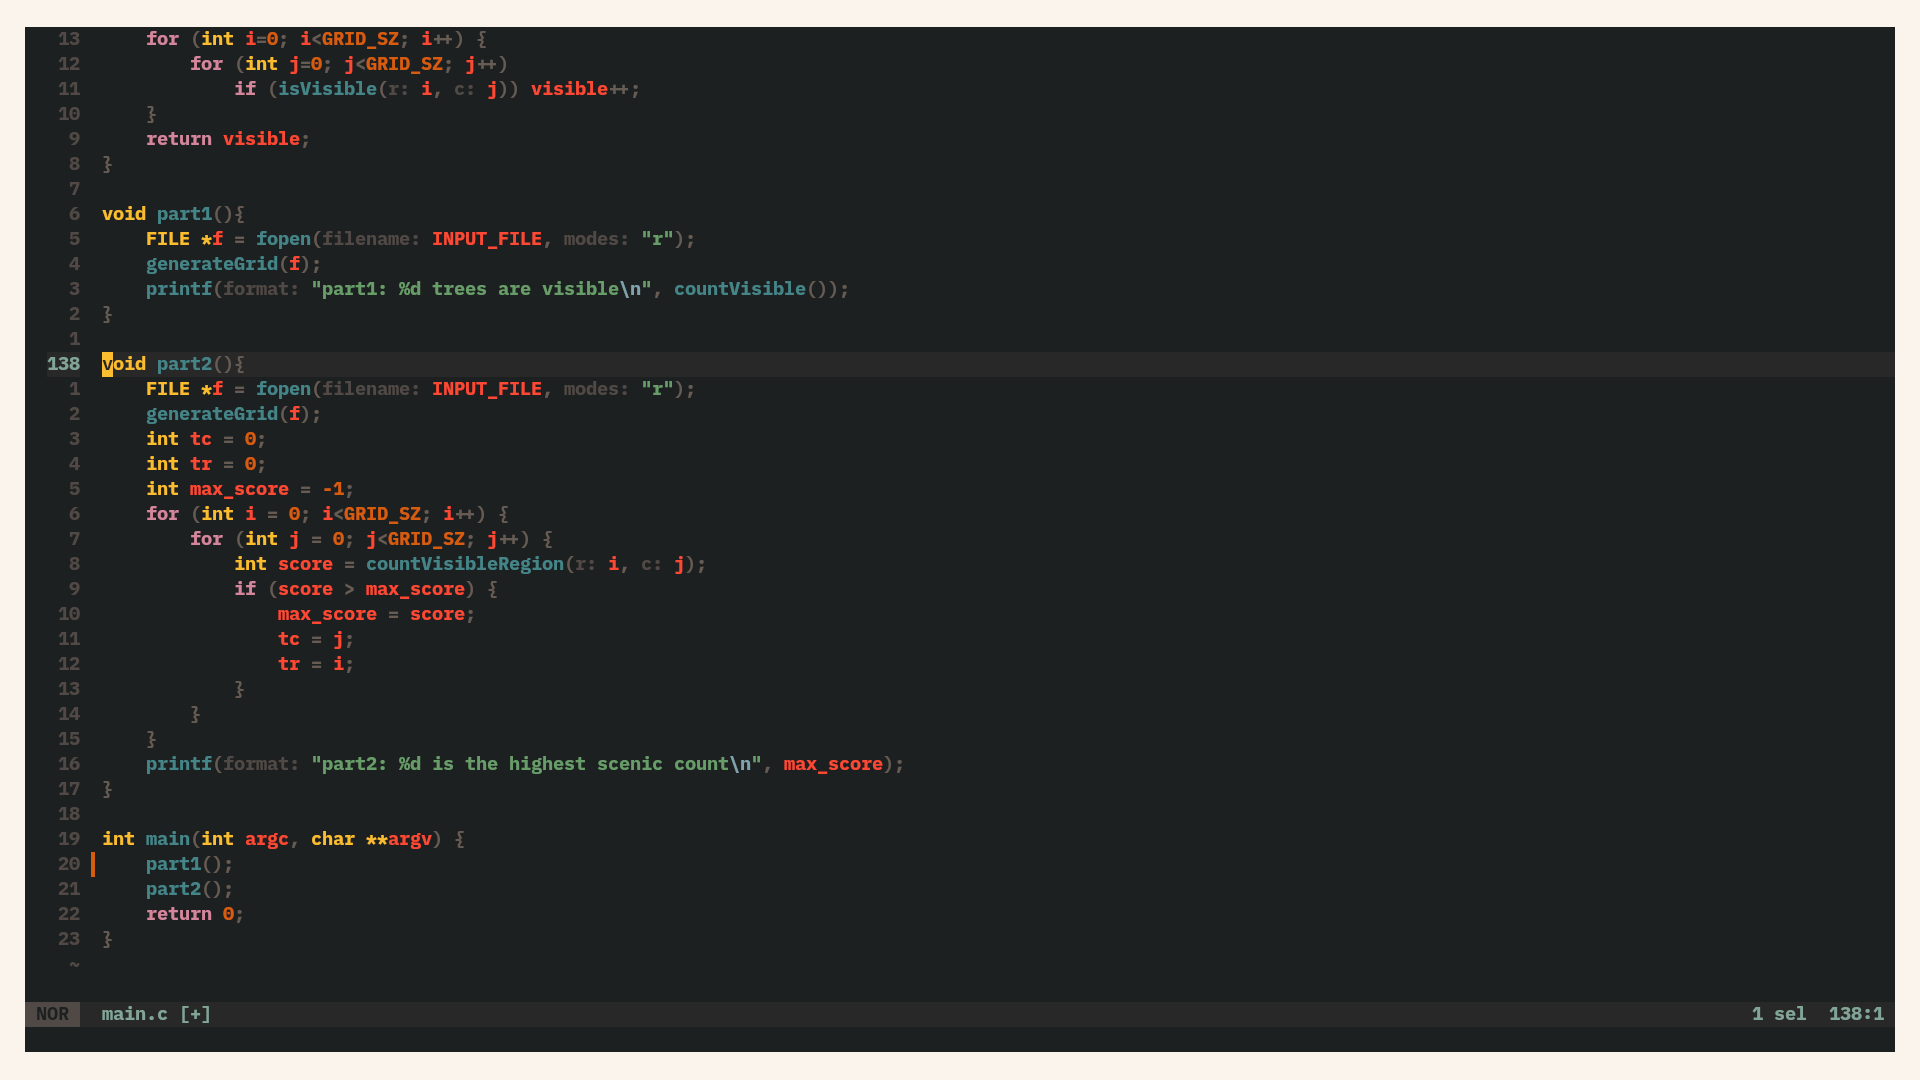 13      for (int i=0; i<GRID_SZ; i++) {
12          for (int j=0; j<GRID_SZ; j++)
11              if (isVisible(r: i, c: j)) visible++;
10      }
9      return visible;
8  }
7
6  void part1(){
5      FILE *f = fopen(filename: INPUT_FILE, modes: "r");
4      generateGrid(f);
3      printf(format: "part1: %d trees are visible\n", countVisible());
2  }
1
138  void part2(){
1      FILE *f = fopen(filename: INPUT_FILE, modes: "r");
2      generateGrid(f);
3      int tc = 0;
4      int tr = 0;
5      int max_score = -1;
6      for (int i = 0; i<GRID_SZ; i++) {
7          for (int j = 0; j<GRID_SZ; j++) {
8              int score = countVisibleRegion(r: i, c: j);
9              if (score > max_score) {
10                  max_score = score;
11                  tc = j;
12                  tr = i;
13              }
14          }
15      }
16      printf(format: "part2: %d is the highest scenic count\n", max_score);
17  }
18
19  int main(int argc, char **argv) {
20      part1();
21      part2();
22      return 0;
23  }
~
NOR  main.c [+]  1 sel  138:1